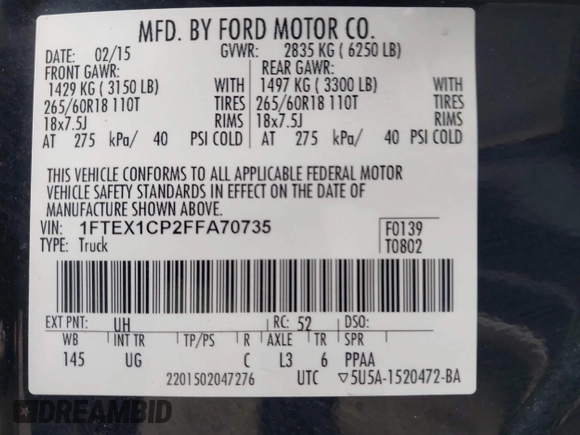 MFD. BY FORD MOTOR CO.
DATE: 02/15 GVWR: 2835 KG ( 6250 LB)
FRONT GAWR: REAR GAWR:
1429 KG ( 3150 LB) WITH 1497 KG ( 3300 LB) WITH
265/60R18 110T TIRES 265/60R18 110T TIRES
18x7.5J RIMS 18x7.5J RIMS
AT 275 kPa/ 40 PSI COLD AT 275 kPa/ 40 PSI COLD
THIS VEHICLE CONFORMS TO ALL APPLICABLE FEDERAL MOTOR
VEHICLE SAFETY STANDARDS IN EFFECT ON THE DATE OF
MANUFACTURE SHOWN ABOVE.
VIN: 1FTEX1CP2FFA70735 F0139
TYPE: Truck T0802
EXT PNT: UH RC: 52 DSO:
WB INT TR TP/PS R AXLE TR SPR
145 UG C L3 6 PPAA
2201502047276 UTC ▽5U5A-1520472-BA
DREAMBID